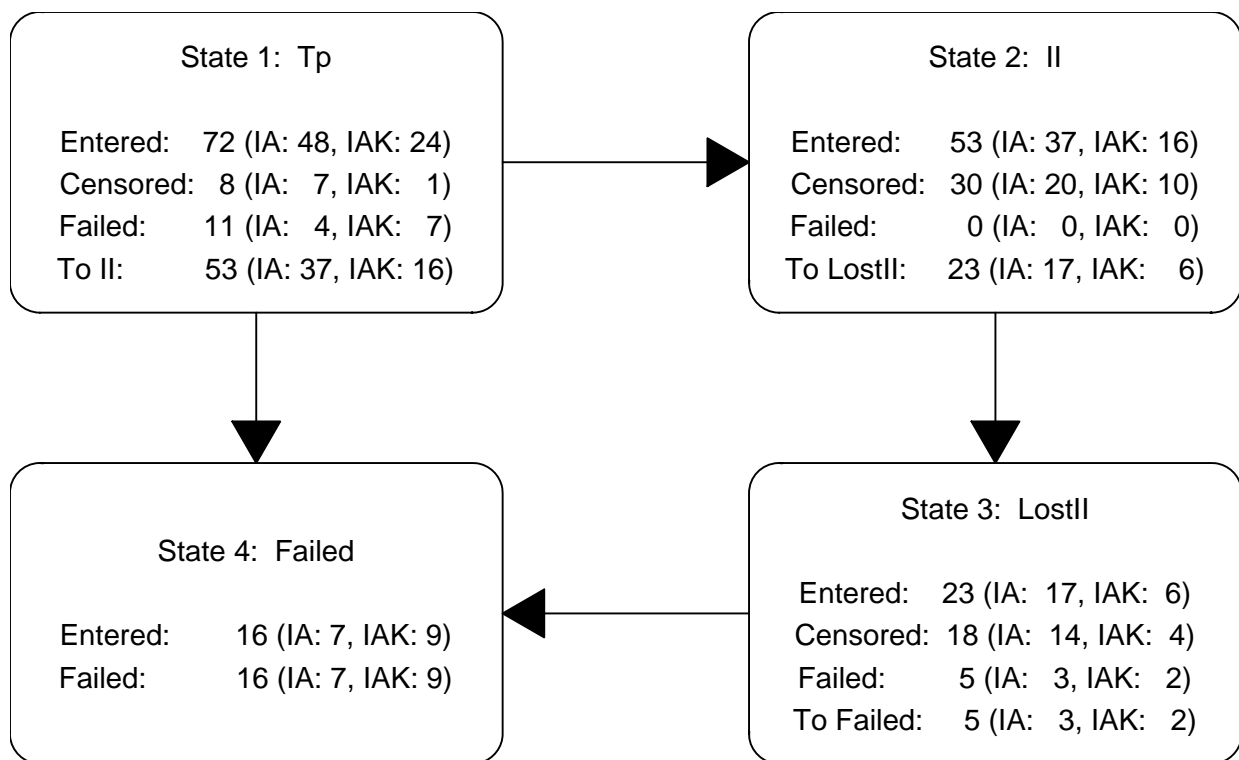 State 1: Tp
Entered: 72 (IA: 48, IAK: 24)
Censored: 8 (IA: 7, IAK: 1)
Failed: 11 (IA: 4, IAK: 7)
To II: 53 (IA: 37, IAK: 16)
State 2: II
Entered: 53 (IA: 37, IAK: 16)
Censored: 30 (IA: 20, IAK: 10)
Failed: 0 (IA: 0, IAK: 0)
To LostII: 23 (IA: 17, IAK: 6)
State 4: Failed
Entered: 16 (IA: 7, IAK: 9)
Failed: 16 (IA: 7, IAK: 9)
State 3: LostII
Entered: 23 (IA: 17, IAK: 6)
Censored: 18 (IA: 14, IAK: 4)
Failed: 5 (IA: 3, IAK: 2)
To Failed: 5 (IA: 3, IAK: 2)